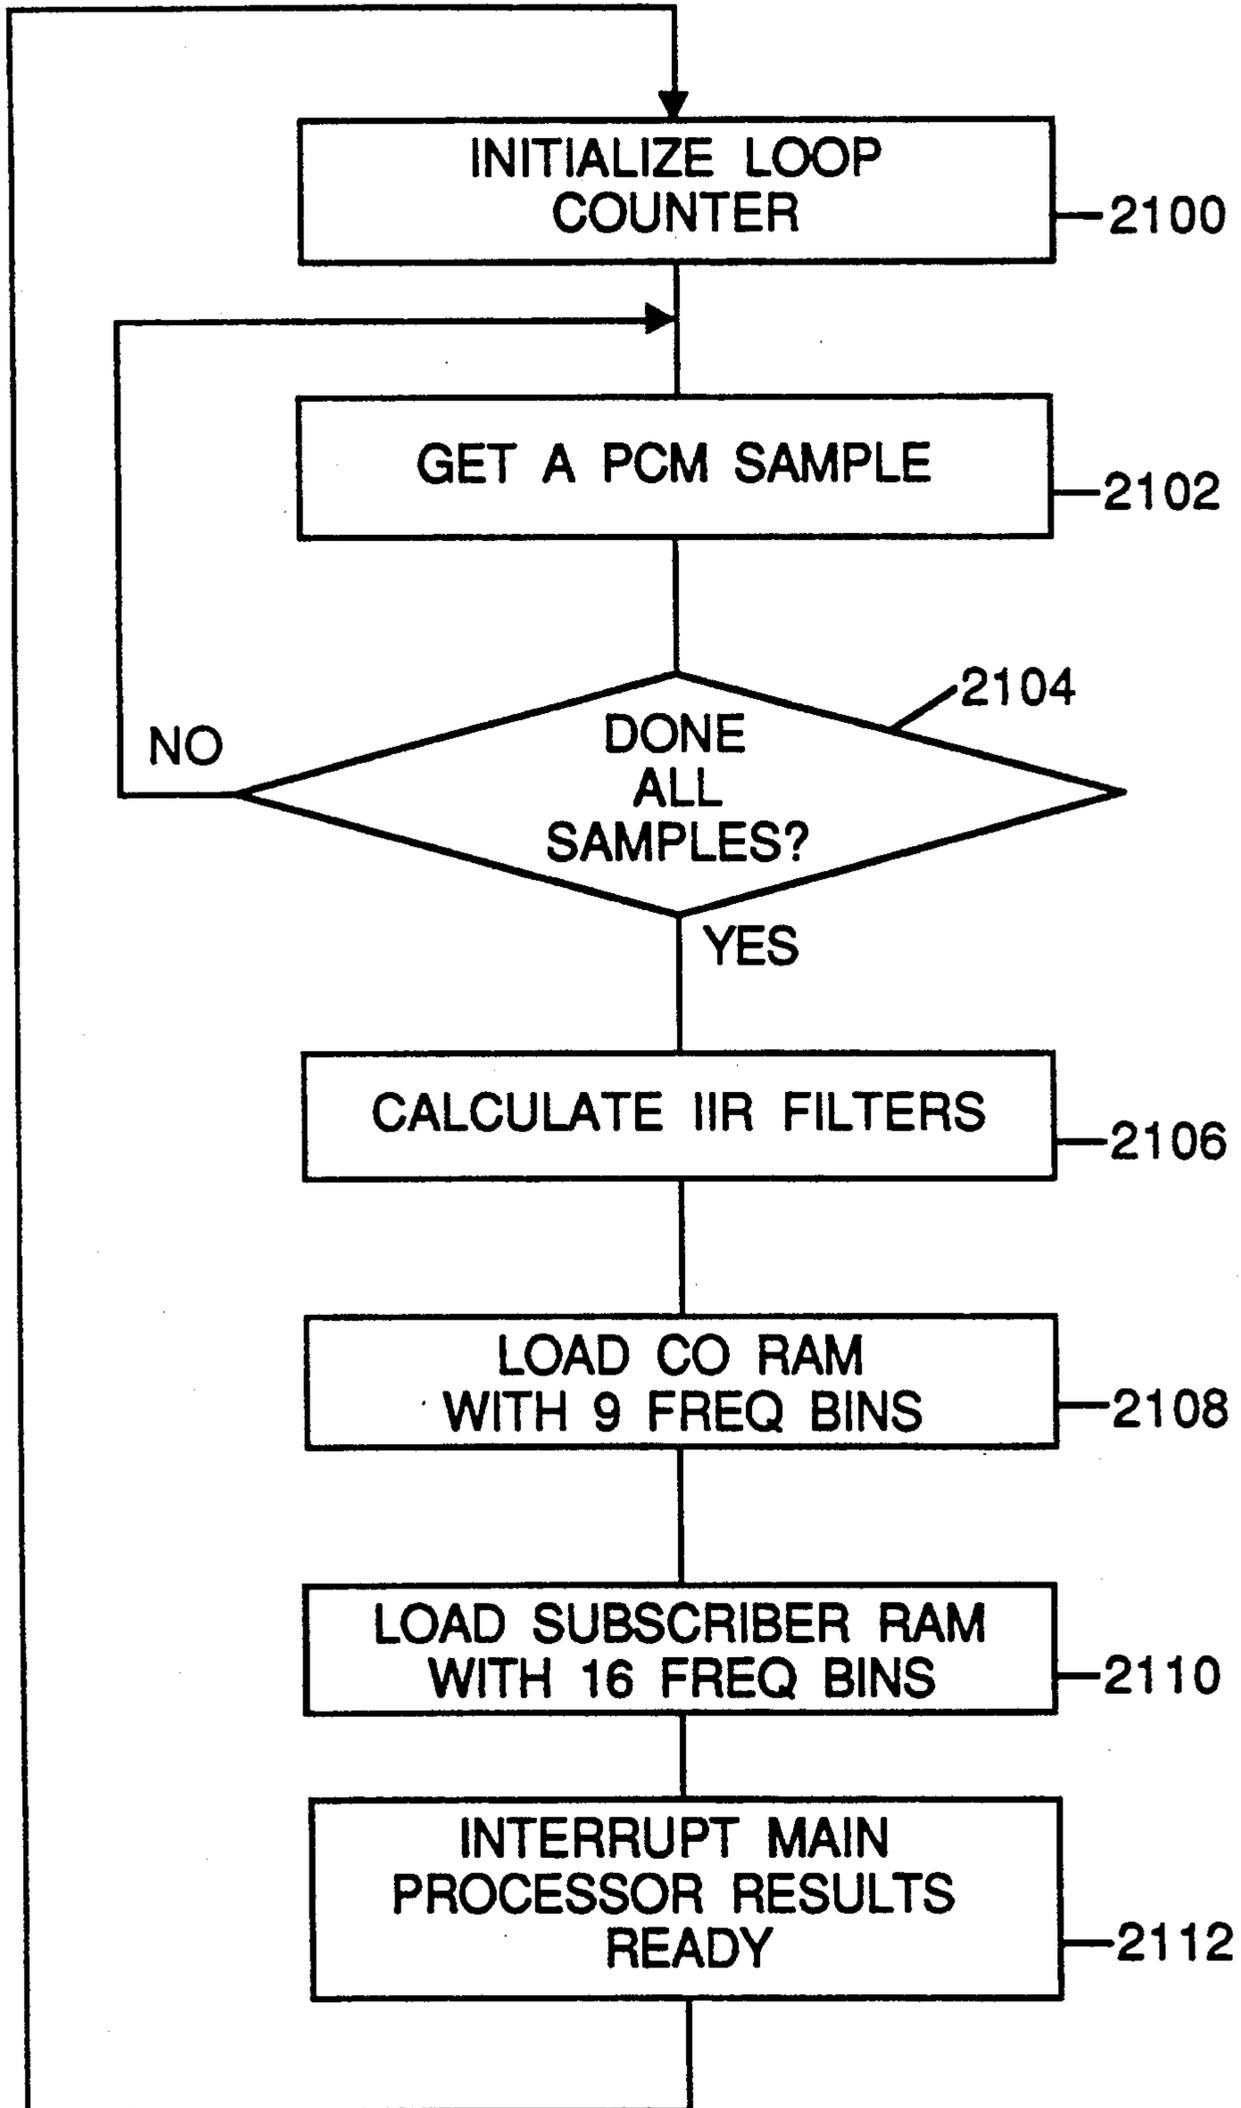 INITIALIZE LOOP
COUNTER
2100
GET A PCM SAMPLE
2102
2104
DONE
ALL
SAMPLES?
NO
YES
CALCULATE IIR FILTERS
2106
LOAD CO RAM
WITH 9 FREQ BINS
2108
LOAD SUBSCRIBER RAM
WITH 16 FREQ BINS
2110
INTERRUPT MAIN
PROCESSOR RESULTS
READY
2112